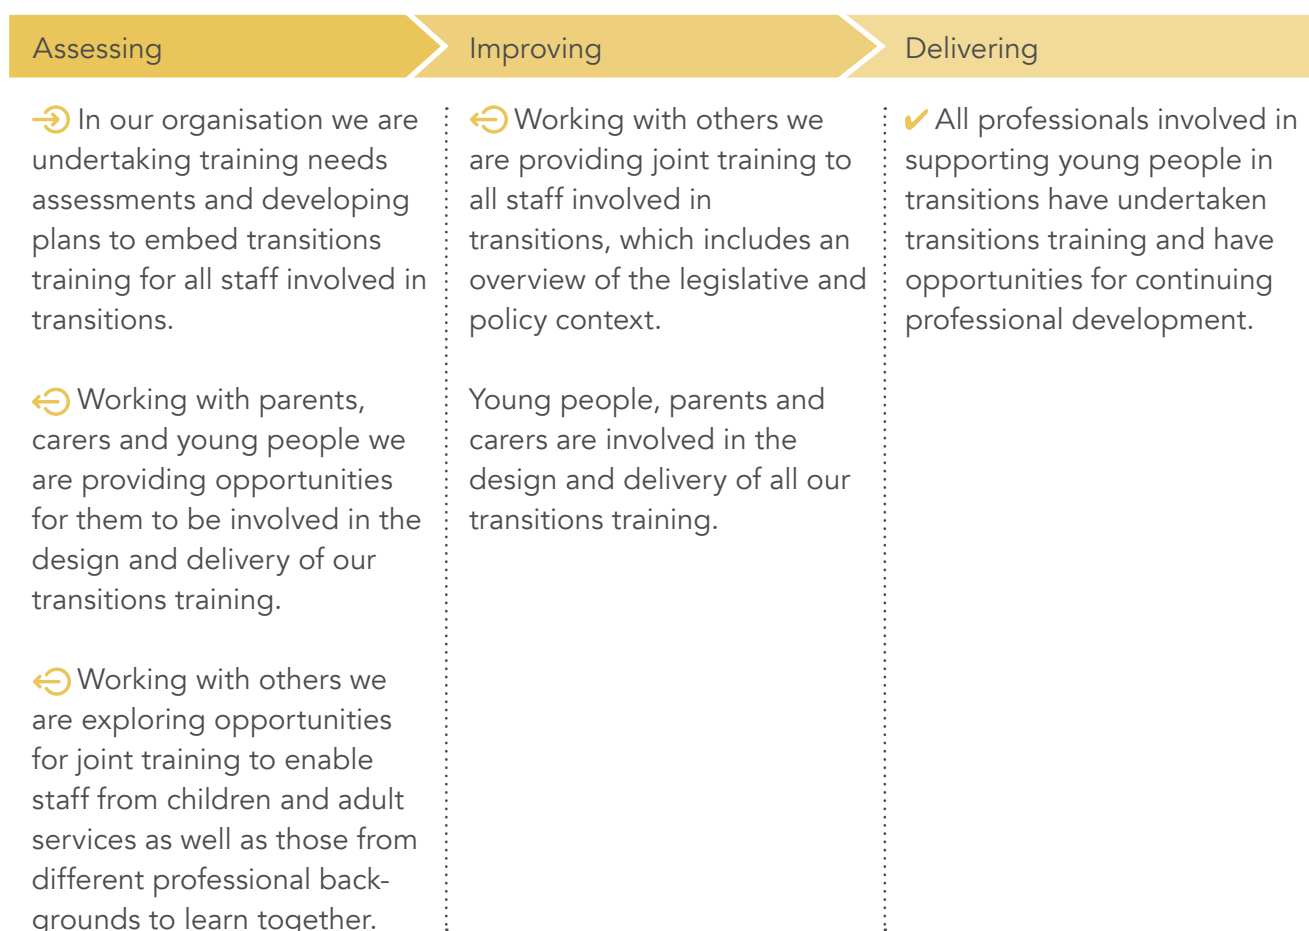 Assessing
Improving
Delivering
In our organisation we are
undertaking training needs
assessments and developing
plans to embed transitions
training for all staff involved in
transitions.
Working with parents,
carers and young people we
are providing opportunities
for them to be involved in the
design and delivery of our
transitions training.
Working with others we
are exploring opportunities
for joint training to enable
staff from children and adult
services as well as those from
different professional back-
grounds to learn together.
Working with others we
are providing joint training to
all staff involved in
transitions, which includes an
overview of the legislative and
policy context.
Young people, parents and
carers are involved in the
design and delivery of all our
transitions training.
✔ All professionals involved in
supporting young people in
transitions have undertaken
transitions training and have
opportunities for continuing
professional development.